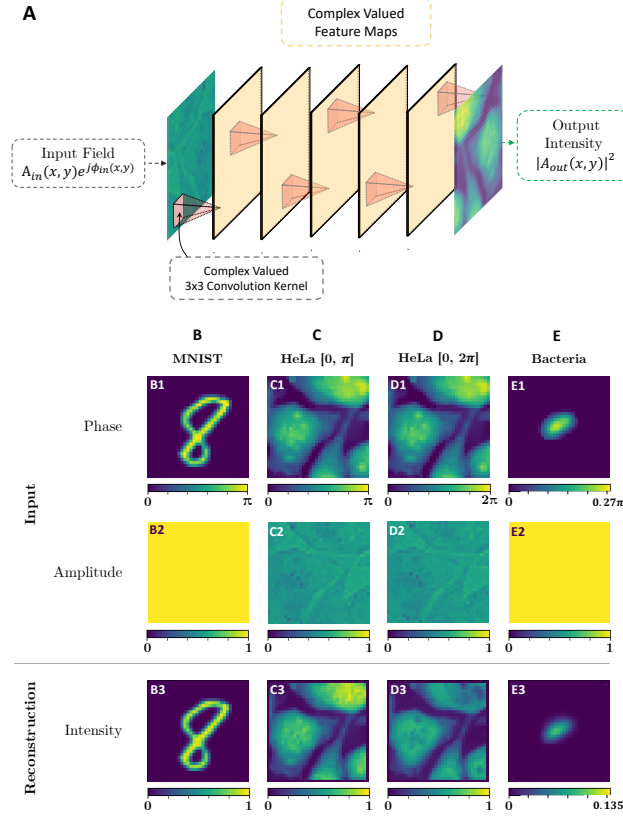 A
Complex Valued
Feature Maps
Input Field
A_in(x,y)e^{jϕ_in(x,y)}
Output
Intensity
|A_out(x,y)|^2
Complex Valued
3x3 Convolution Kernel
B C D E
MNIST HeLa [0, π] HeLa [0, 2π] Bacteria
Input
Phase
B1 C1 D1 E1
0 π 0 π 0 2π 0 0.27π
Amplitude
B2 C2 D2 E2
0 1 0 1 0 1 0 1
Reconstruction
Intensity
B3 C3 D3 E3
0 1 0 1 0 1 0 0.135